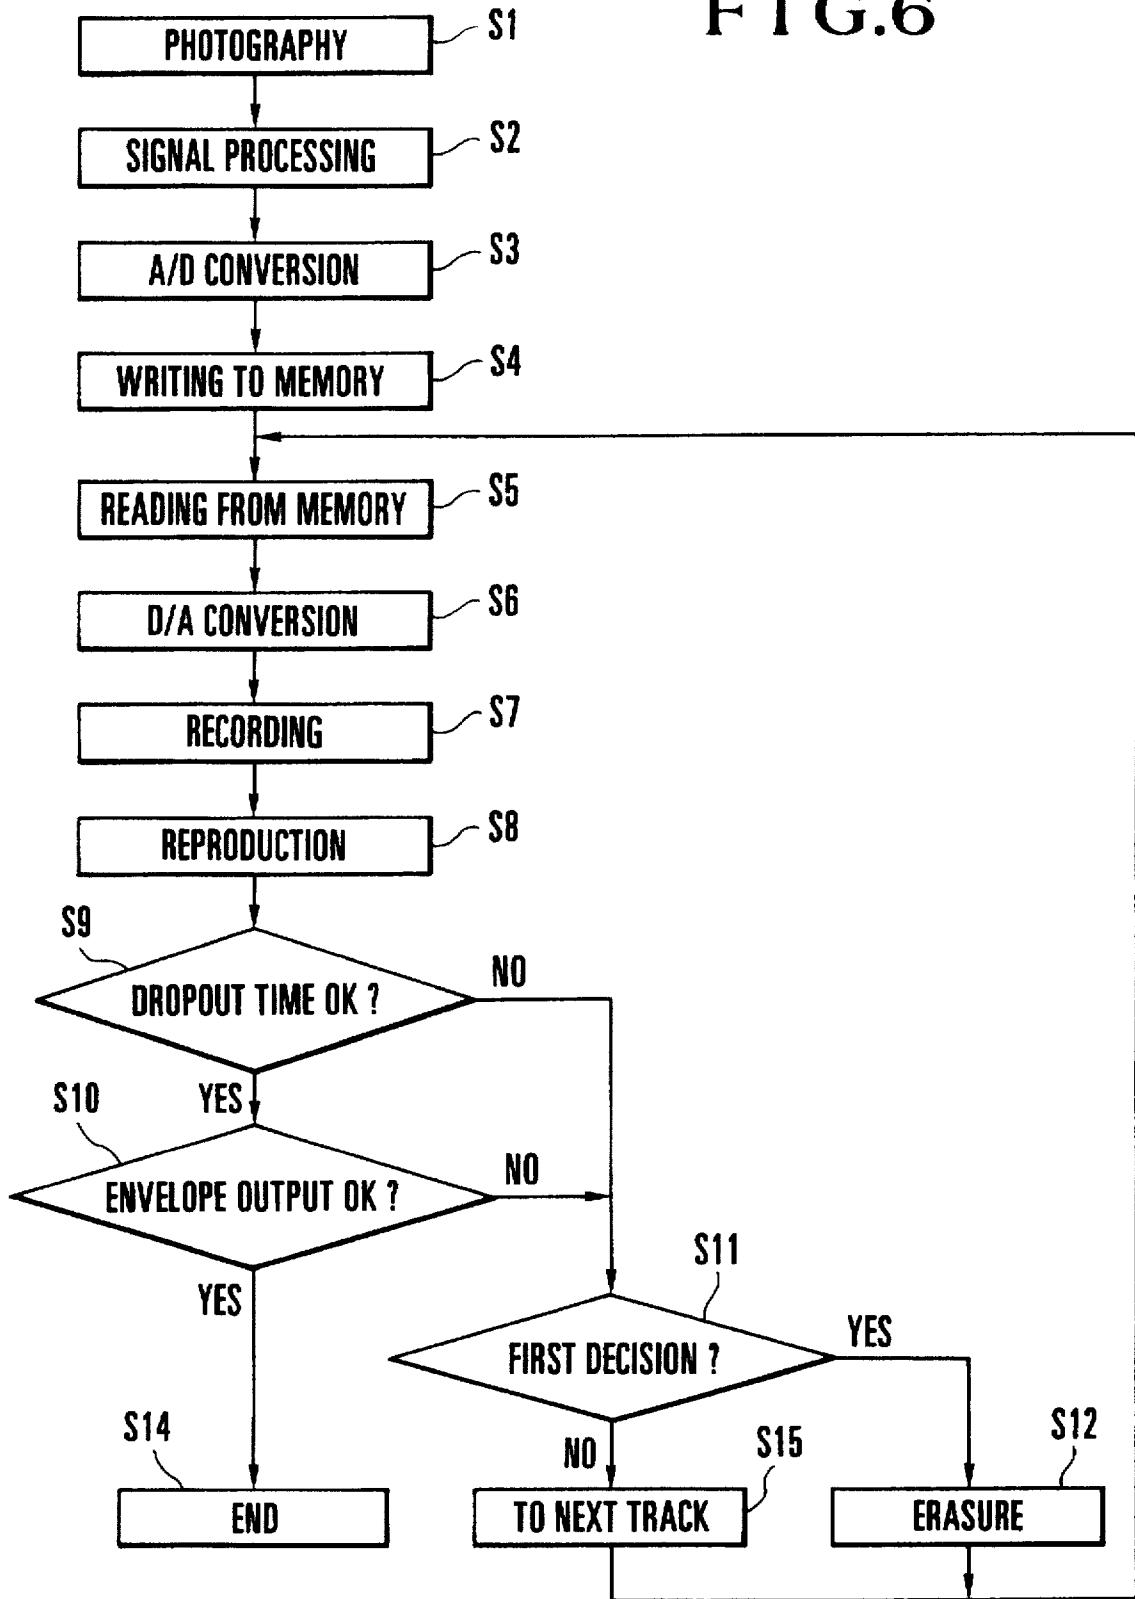 FIG.6
PHOTOGRAPHY S1
SIGNAL PROCESSING S2
A/D CONVERSION S3
WRITING TO MEMORY S4
READING FROM MEMORY S5
D/A CONVERSION S6
RECORDING S7
REPRODUCTION S8
S9
DROPOUT TIME OK ?
NO
YES
S10
ENVELOPE OUTPUT OK ?
NO
YES
S11
FIRST DECISION ?
YES
NO
S14
END
S15
TO NEXT TRACK
S12
ERASURE